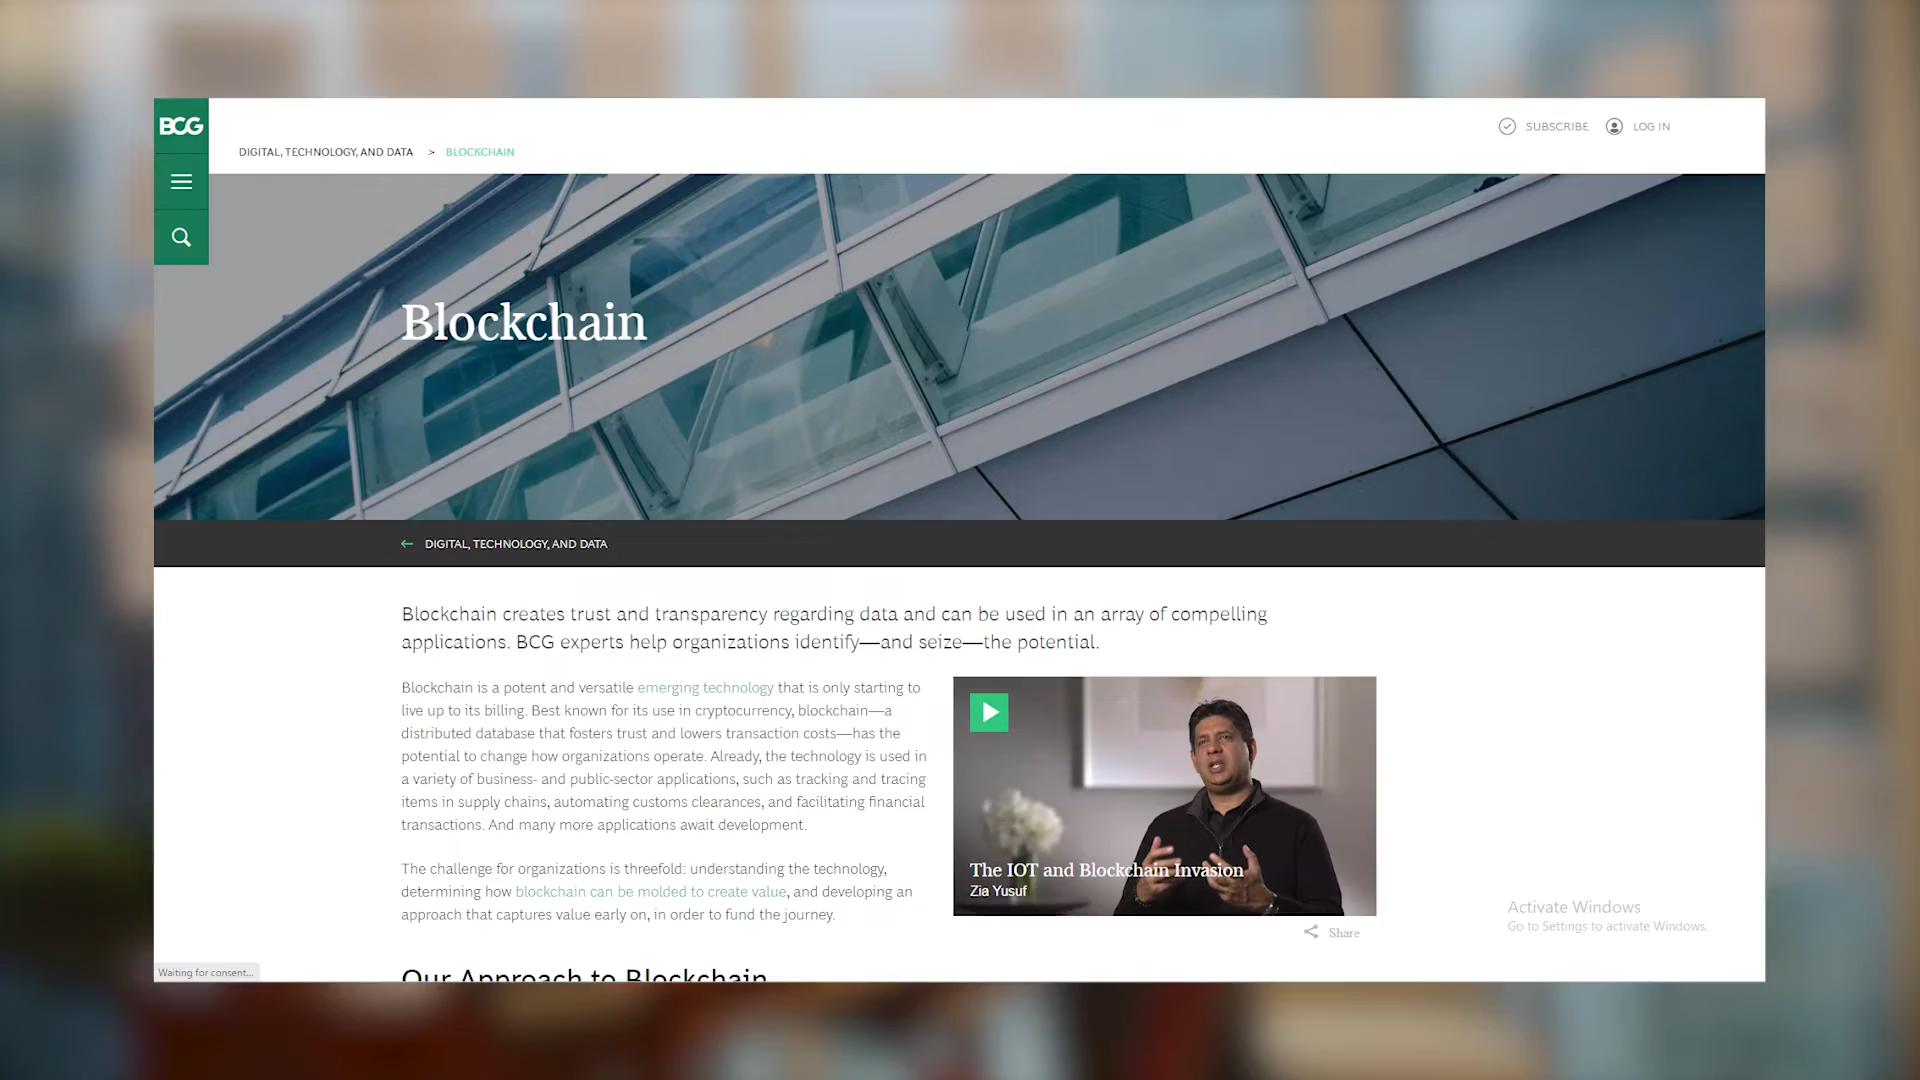 BCG
SUBSCRIBE
LOG IN
DIGITAL, TECHNOLOGY, AND DATA > BLOCKCHAIN
Blockchain
← DIGITAL, TECHNOLOGY, AND DATA
Blockchain creates trust and transparency regarding data and can be used in an array of compelling
applications. BCG experts help organizations identify—and seize—the potential.
Blockchain is a potent and versatile emerging technology that is only starting to
live up to its billing. Best known for its use in cryptocurrency, blockchain—a
distributed database that fosters trust and lowers transaction costs—has the
potential to change how organizations operate. Already, the technology is used in
a variety of business- and public-sector applications, such as tracking and tracing
items in supply chains, automating customs clearances, and facilitating financial
transactions. And many more applications await development.
The challenge for organizations is threefold: understanding the technology,
determining how blockchain can be molded to create value, and developing an
approach that captures value early on, in order to fund the journey.
The IOT and Blockchain Invasion
Zia Yusuf
Share
Activate Windows
Go to Settings to activate Windows.
Waiting for consent...
Our Approach to Blockchain